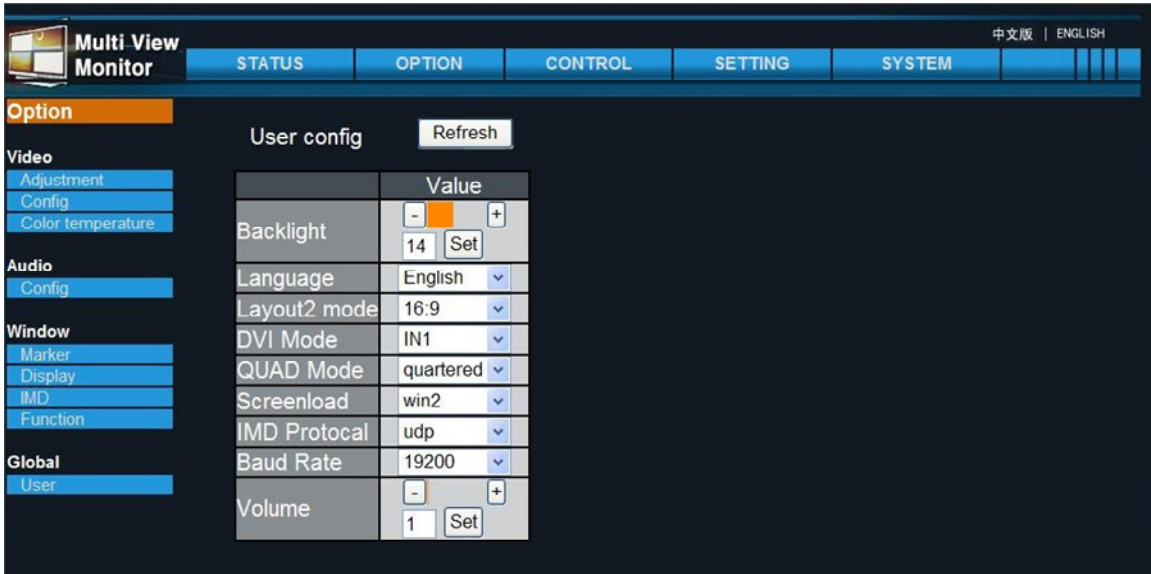 Multi View
Monitor
中文版 | ENGLISH
STATUS OPTION CONTROL SETTING SYSTEM
Option
Video
Adjustment
Config
Color temperature
Audio
Config
Window
Marker
Display
IMD
Function
Global
User
User config Refresh
Value
Backlight - +
14 Set
Language English
Layout2 mode 16:9
DVI Mode IN1
QUAD Mode quartered
Screenload win2
IMD Protocal udp
Baud Rate 19200
Volume - +
1 Set